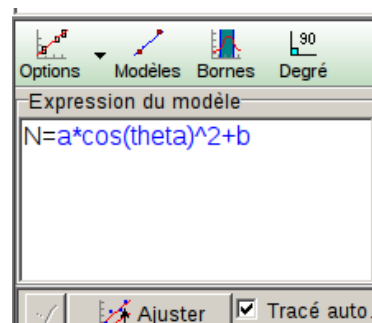 90
Options Modèles Bornes Degré
Expression du modèle
N=a*cos(theta)^2+b
Ajuster Tracé auto.